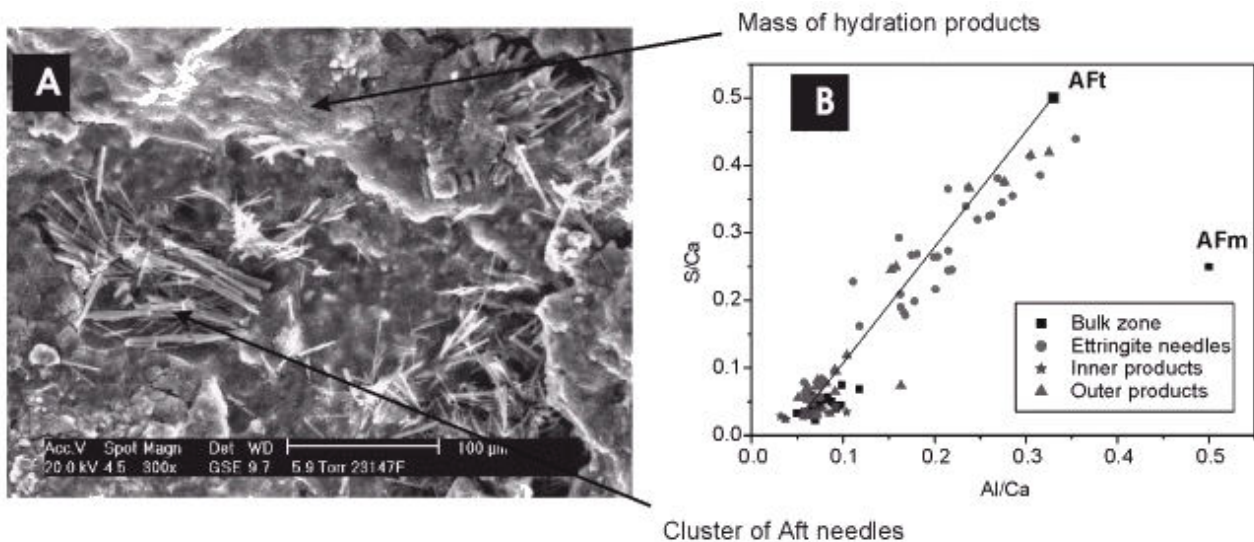 Mass of hydration products
A
Acc.V Spot Magn Det WD 100 µm
20.0 kV 4.5 300x GSE 9.7 5.9 Torr 23147F
Cluster of Aft needles
B
AFt
AFm
S/Ca
0.5
0.4
0.3
0.2
0.1
0.0
0.0 0.1 0.2 0.3 0.4 0.5
Al/Ca
Bulk zone
Ettringite needles
Inner products
Outer products